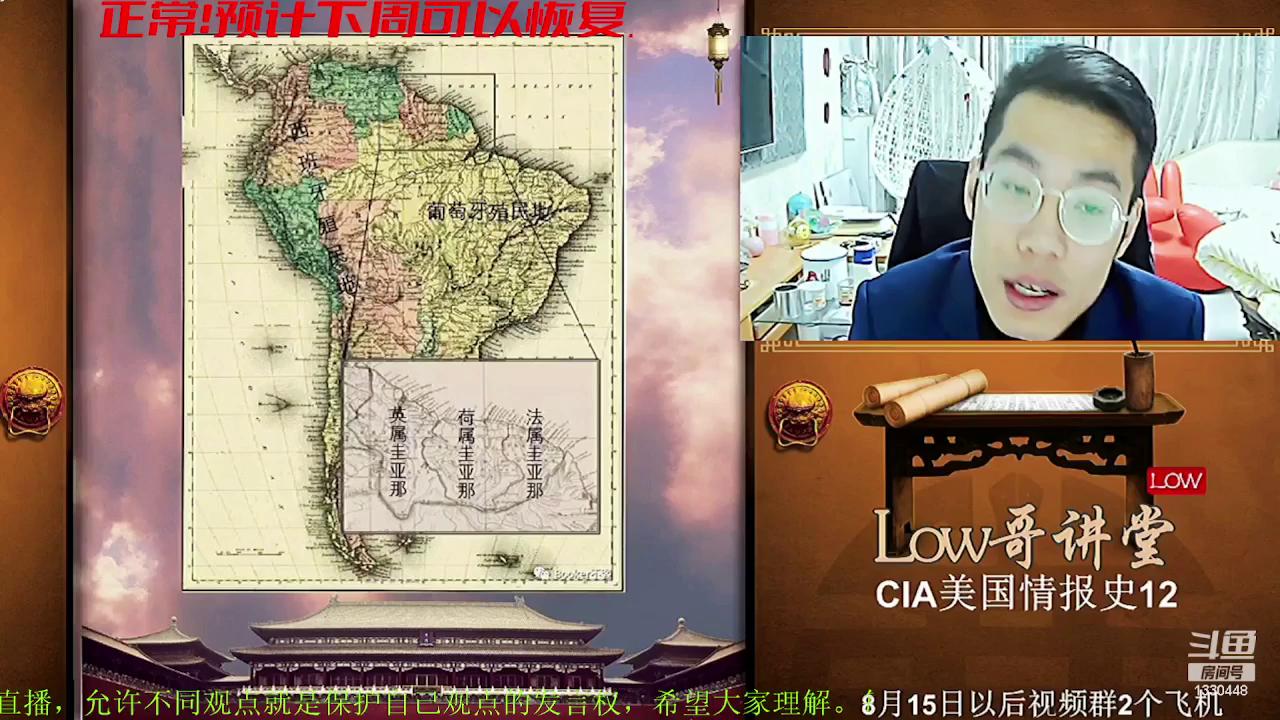 正常!预计下周可以恢复.
西班牙殖民地
葡萄牙殖民地
英属圭亚那
荷属圭亚那
法属圭亚那
LOW
Low哥讲堂
CIA美国情报史12
斗鱼
房间号
1330448
直播，允许不同观点就是保护自己观点的发言权，希望大家理解。
8月15日以后视频群2个飞机